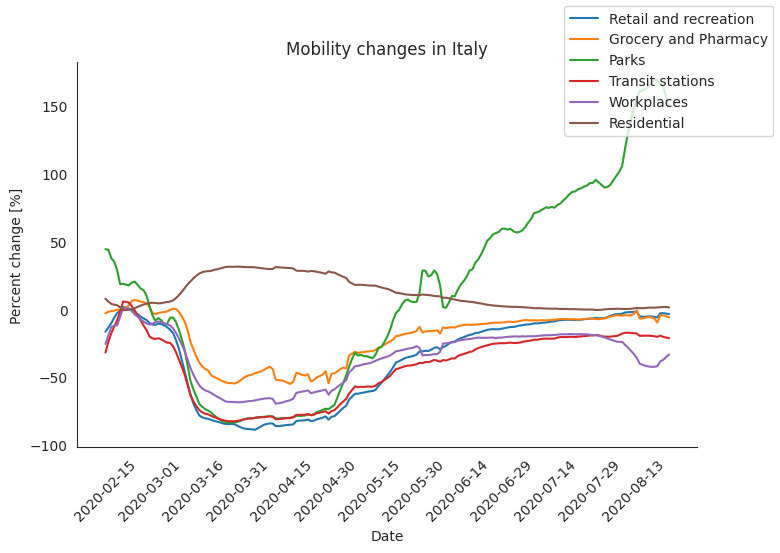 Mobility changes in Italy
Retail and recreation
Grocery and Pharmacy
Parks
Transit stations
Workplaces
Residential
Percent change [%]
150
100
50
0
−50
−100
2020-02-15
2020-03-01
2020-03-16
2020-03-31
2020-04-15
2020-04-30
2020-05-15
2020-05-30
2020-06-14
2020-06-29
2020-07-14
2020-07-29
2020-08-13
Date